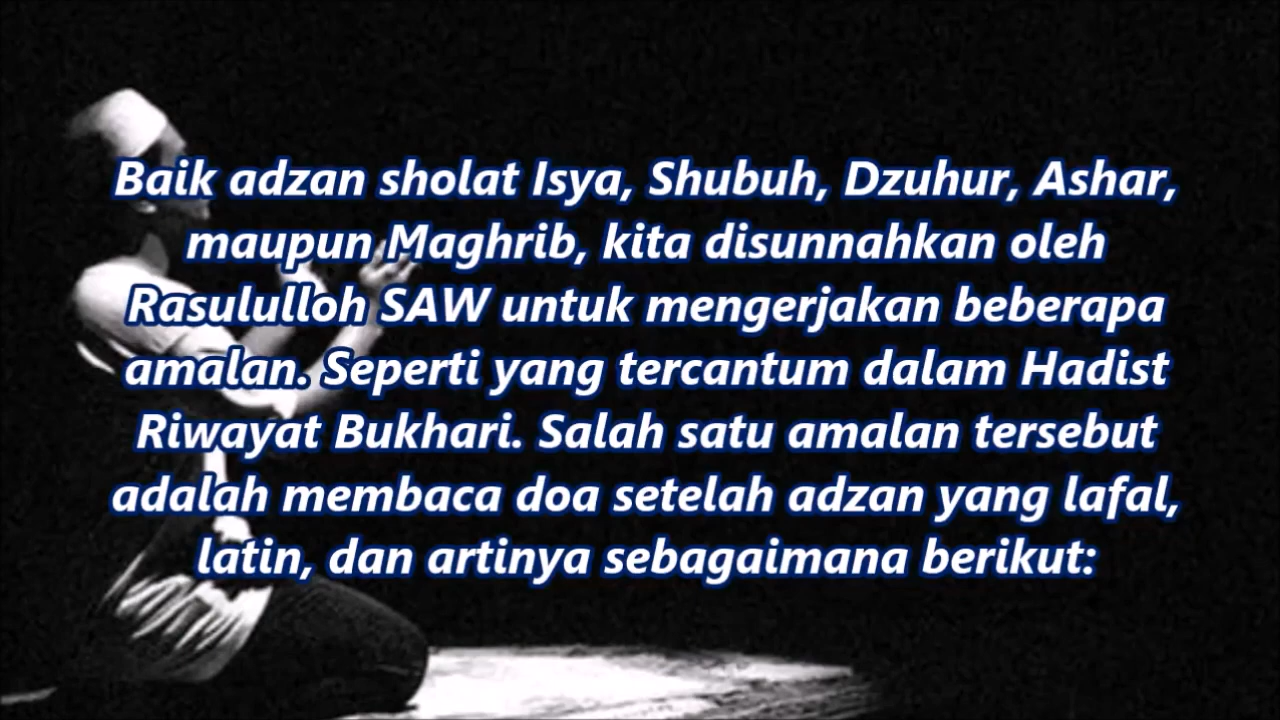 Baik adzan sholat Isya, Shubuh, Dzuhur, Ashar,
maupun Maghrib, kita disunnahkan oleh
Rasululloh SAW untuk mengerjakan beberapa
amalan. Seperti yang tercantum dalam Hadist
Riwayat Bukhari. Salah satu amalan tersebut
adalah membaca doa setelah adzan yang lafal,
latin, dan artinya sebagaimana berikut: